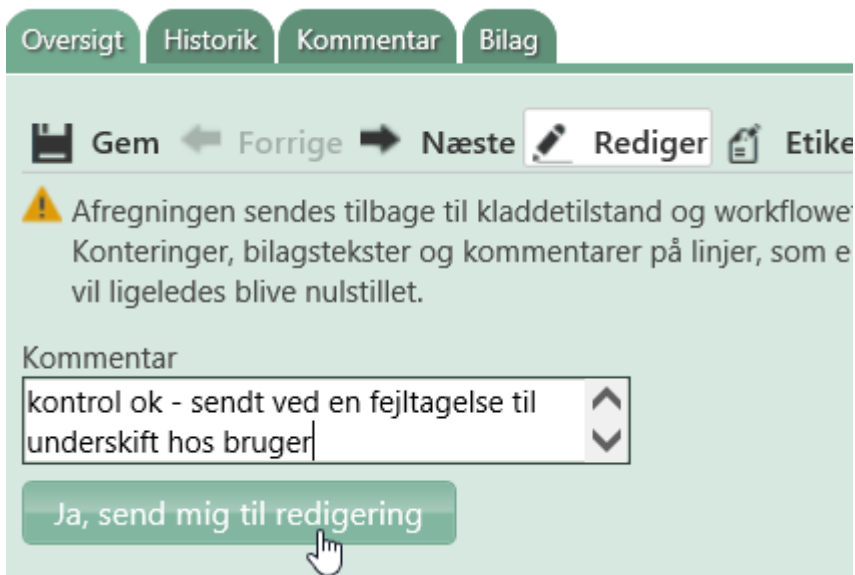 Oversigt Historik Kommentar Bilag
Gem Forrige Næste Rediger
Afregningen sendes tilbage til kladdetilstand og
Konteringer, bilagstekster og kommentarer på linjer, som
vil ligeledes blive nulstillet.
Kommentar
kontrol ok - sendt ved en fejltagelse til
underskift hos bruger
Ja, send mig til redigering